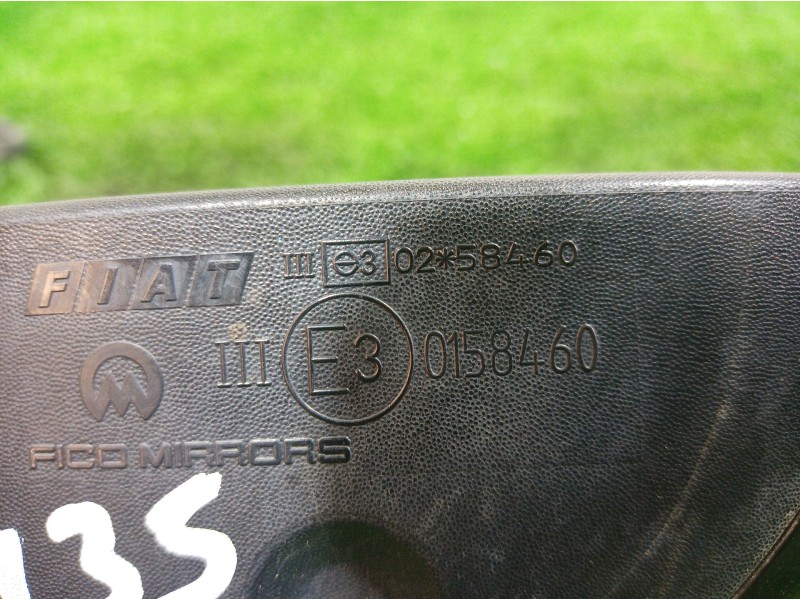 FIAT III e3 02*58460
III E3 0158460
FICO MIRRORS
135